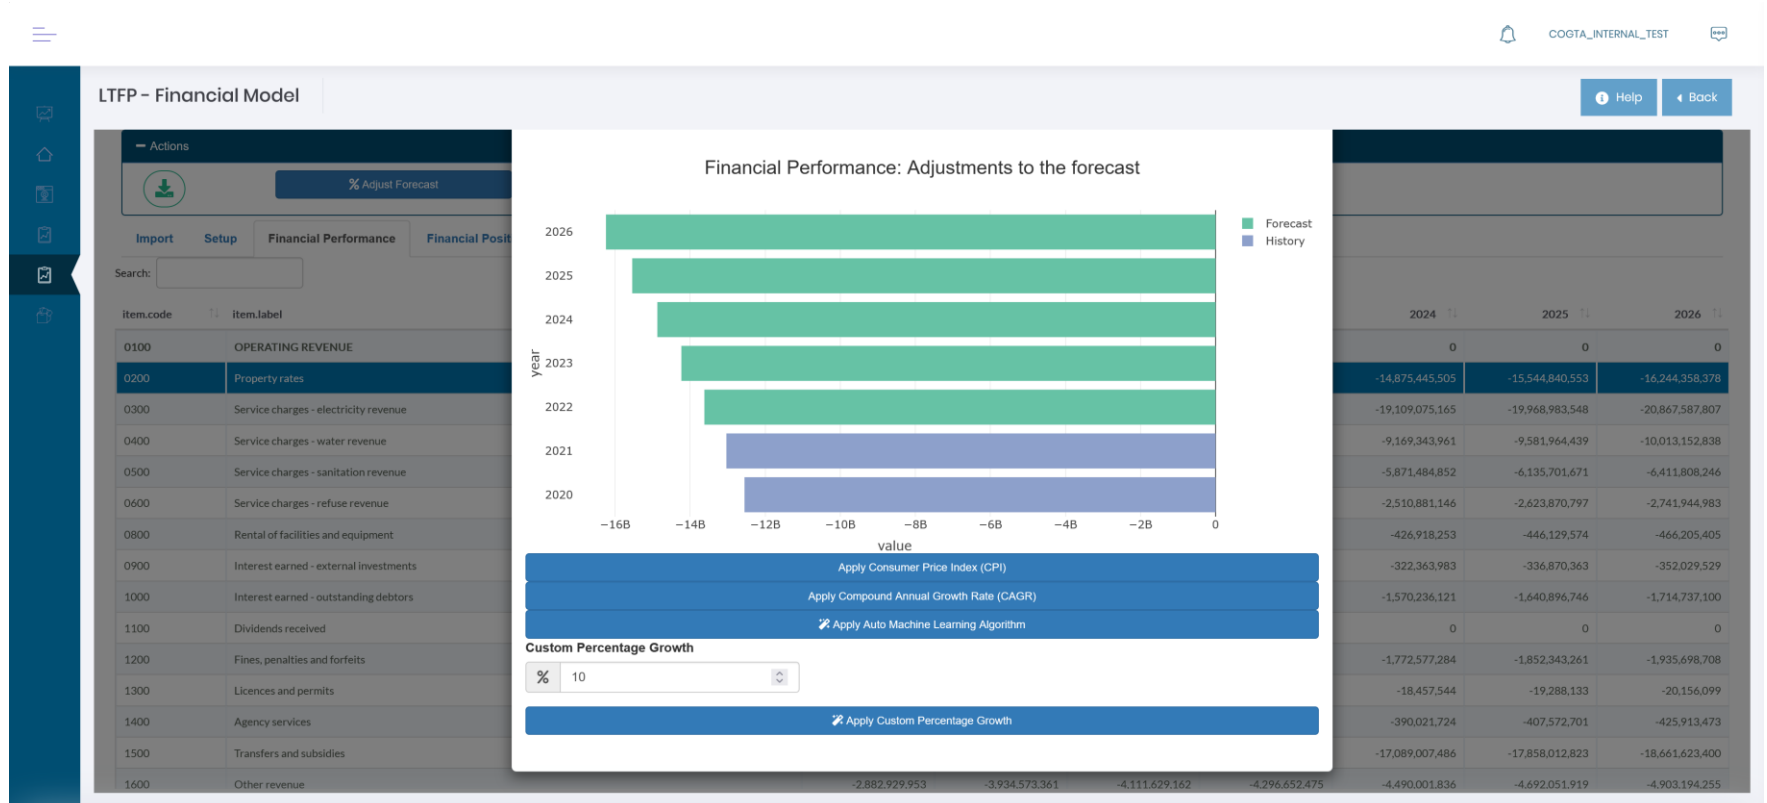 COGTA_INTERNAL_TEST
LTFP - Financial Model
Help
Back
Actions
% Adjust Forecast
Import Setup Financial Performance Financial Posit
Search:
item.code item.label 2024 2025 2026
0100 OPERATING REVENUE 0 0 0
0200 Property rates -14,875,445,505 -15,544,840,553 -16,244,358,378
0300 Service charges - electricity revenue -19,109,075,165 -19,968,983,548 -20,867,587,807
0400 Service charges - water revenue -9,169,343,961 -9,581,964,439 -10,013,152,838
0500 Service charges - sanitation revenue -5,871,484,852 -6,135,701,671 -6,411,808,246
0600 Service charges - refuse revenue -2,510,881,146 -2,623,870,797 -2,741,944,983
0800 Rental of facilities and equipment -426,918,253 -446,129,574 -466,205,405
0900 Interest earned - external investments -322,363,983 -336,870,363 -352,029,529
1000 Interest earned - outstanding debtors -1,570,236,121 -1,640,896,746 -1,714,737,100
1100 Dividends received 0 0 0
1200 Fines, penalties and forfeits -1,772,577,284 -1,852,343,261 -1,935,698,708
1300 Licences and permits -18,457,544 -19,288,133 -20,156,099
1400 Agency services -390,021,724 -407,572,701 -425,913,473
1500 Transfers and subsidies -17,089,007,486 -17,858,012,823 -18,661,623,400
1600 Other revenue -2,882,929,953 -3,934,573,361 -4,111,629,162 -4,296,652,475 -4,490,001,836 -4,692,051,919 -4,903,194,255
Financial Performance: Adjustments to the forecast
2026
2025
2024
2023
2022
2021
2020
year
−16B −14B −12B −10B −8B −6B −4B −2B 0
value
Forecast
History
Apply Consumer Price Index (CPI)
Apply Compound Annual Growth Rate (CAGR)
Apply Auto Machine Learning Algorithm
Custom Percentage Growth
% 10
Apply Custom Percentage Growth